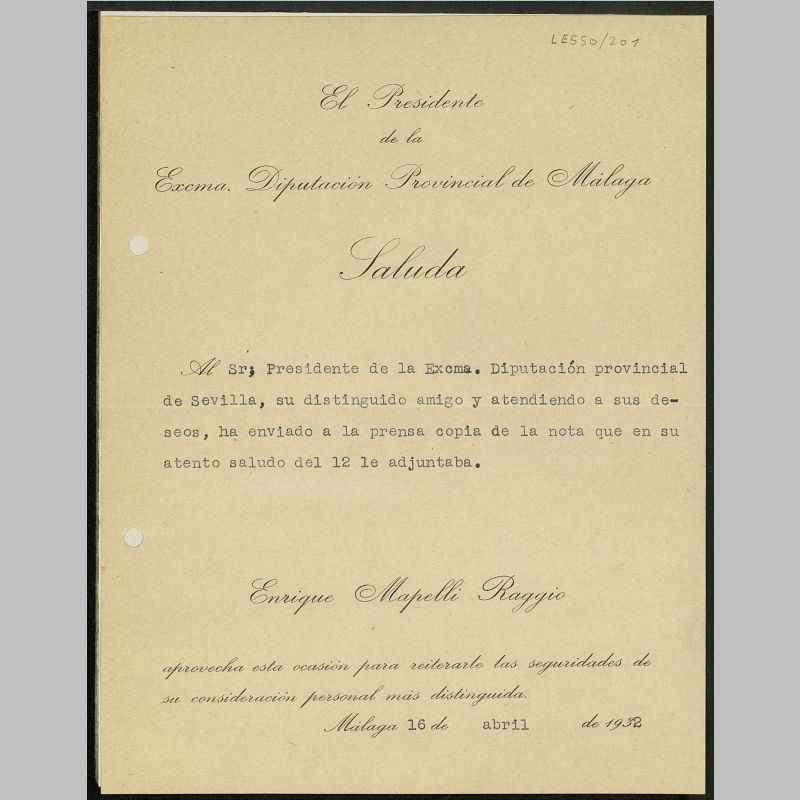 LE550/201
El Presidente
de la
Excma. Diputación Provincial de Málaga
Saluda
Al Sr; Presidente de la Excma. Diputación provincial
de Sevilla, su distinguido amigo y atendiendo a sus de-
seos, ha enviado a la prensa copia de la nota que en su
atento saludo del 12 le adjuntaba.
Enrique Mapelli Raggio
aprovecha esta ocasión para reiterarle las seguridades de
su consideración personal más distinguida.
Málaga 16 de abril de 1932